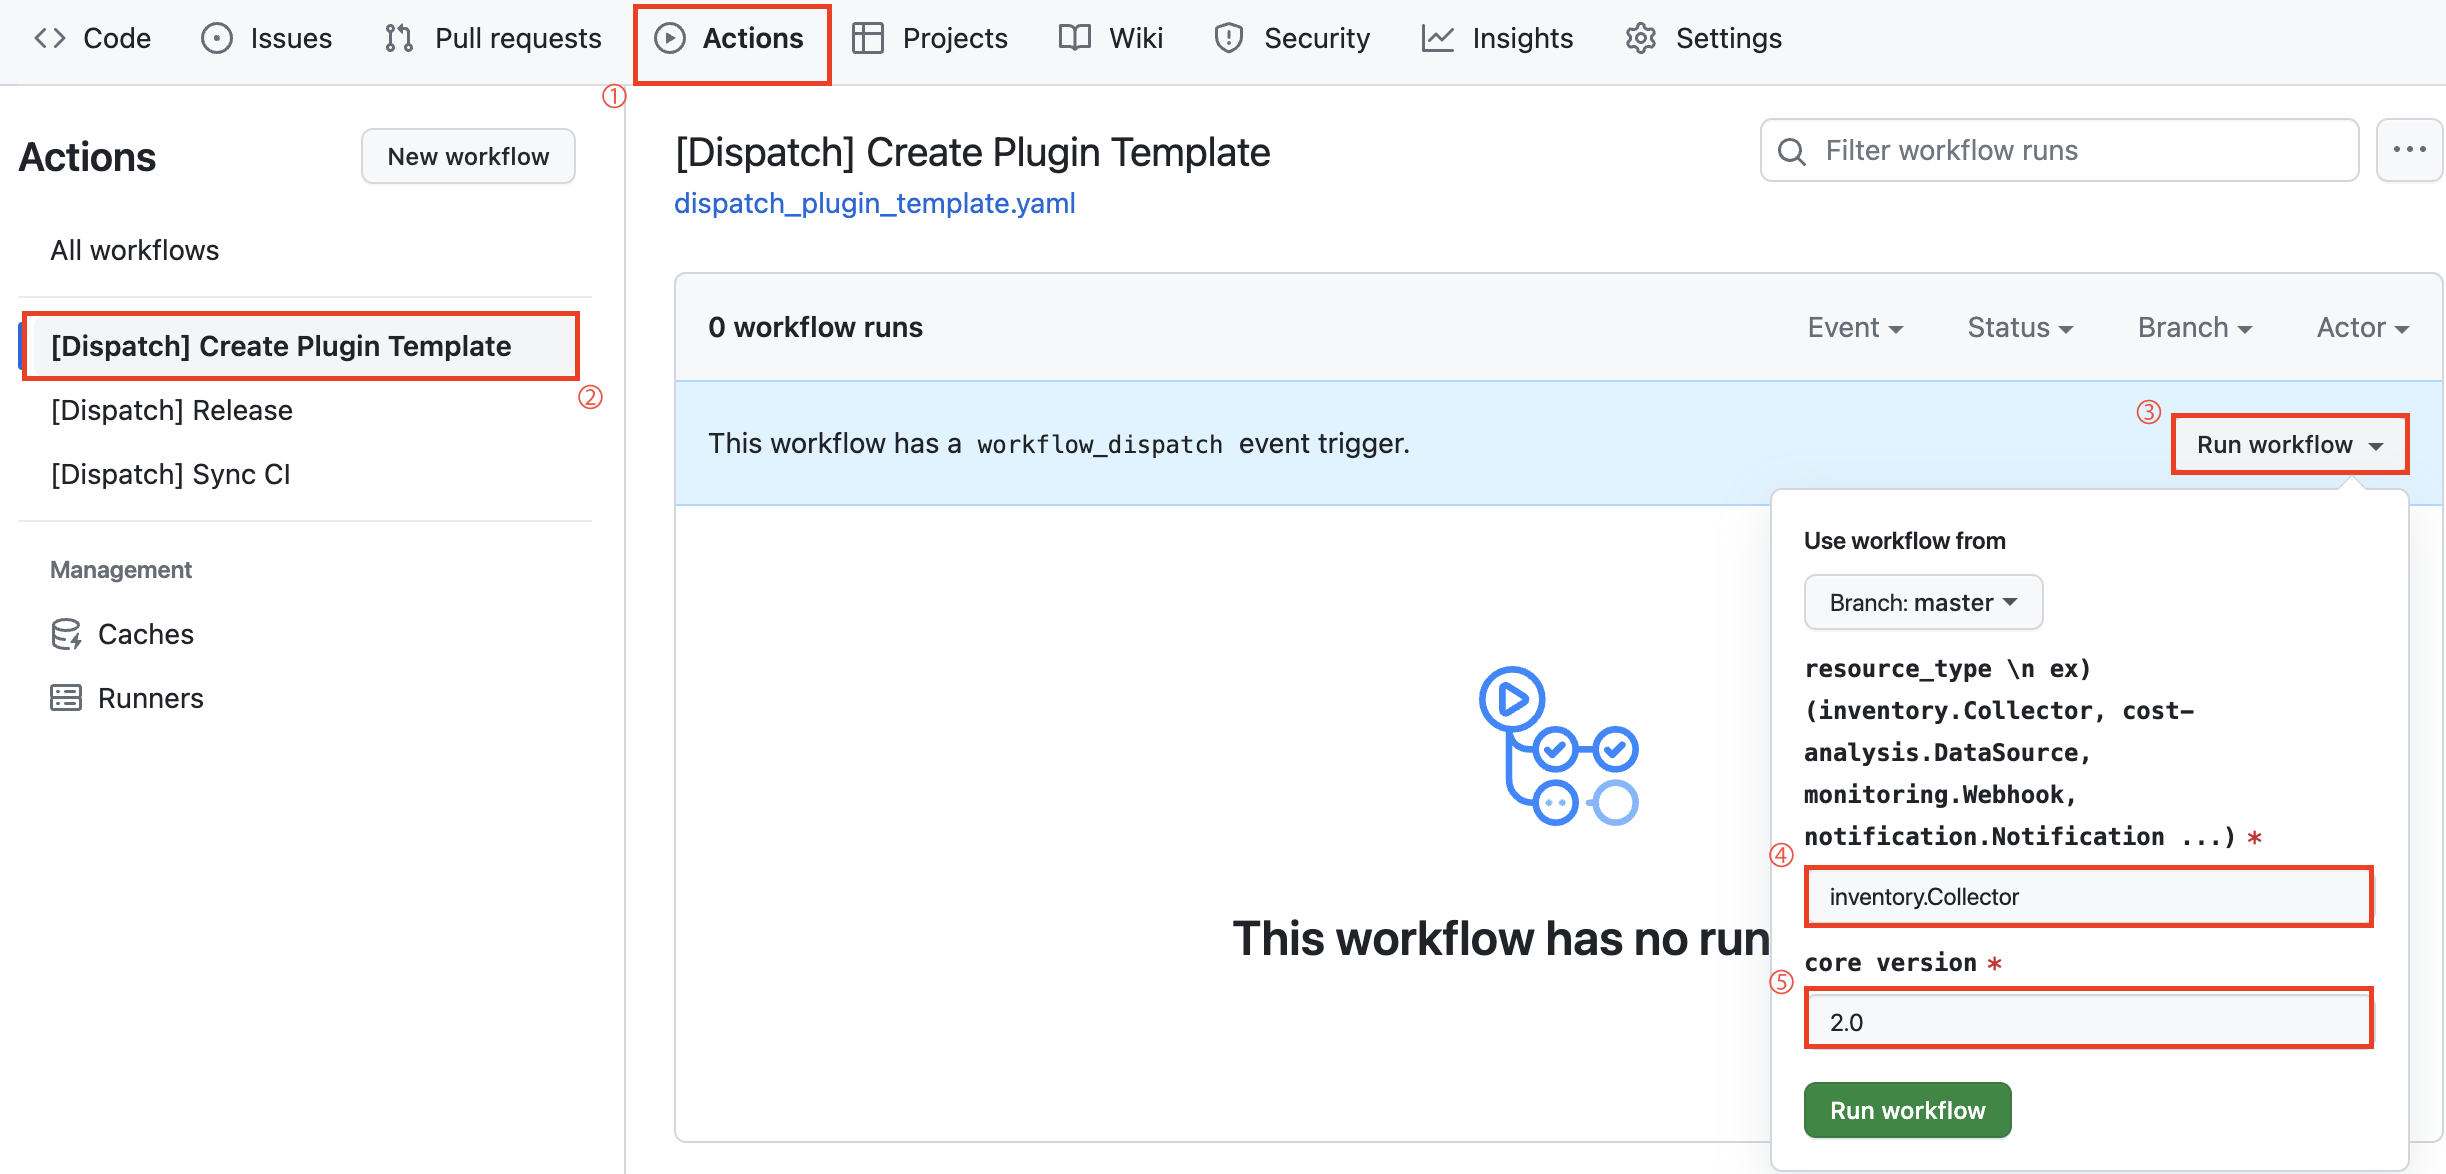 Code Issues Pull requests Actions Projects Wiki Security Insights Settings
①
Actions New workflow
All workflows
[Dispatch] Create Plugin Template
②
[Dispatch] Release
[Dispatch] Sync CI
Management
Caches
Runners
[Dispatch] Create Plugin Template
dispatch_plugin_template.yaml
Filter workflow runs
0 workflow runs Event Status Branch Actor
This workflow has a workflow_dispatch event trigger.
③
Run workflow
Use workflow from
Branch: master
resource_type \n ex)
(inventory.Collector, cost-
analysis.DataSource,
monitoring.Webhook,
notification.Notification ...) *
④
inventory.Collector
core version *
⑤
2.0
Run workflow
This workflow has no run